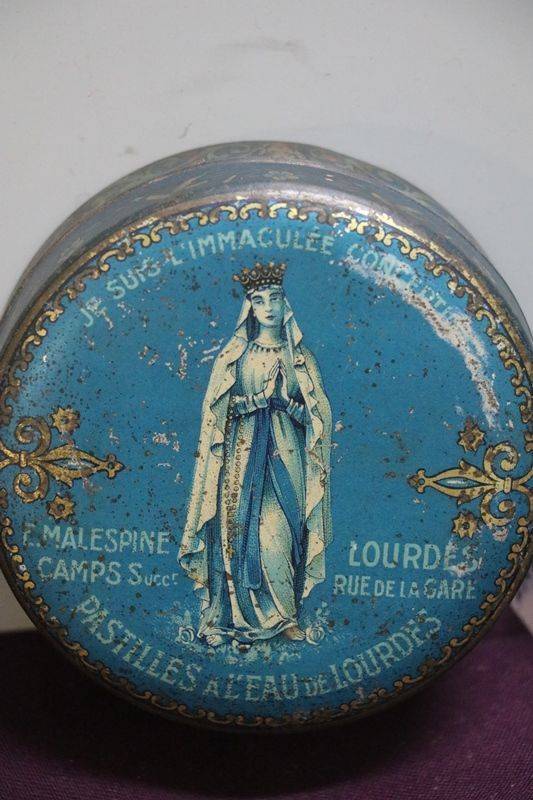 JE SUIS L'IMMACULÉE CONCEPTION
E. MALESPINE
CAMPS Succr
LOURDES
RUE DE LA GARE
PASTILLES A L'EAU DE LOURDES